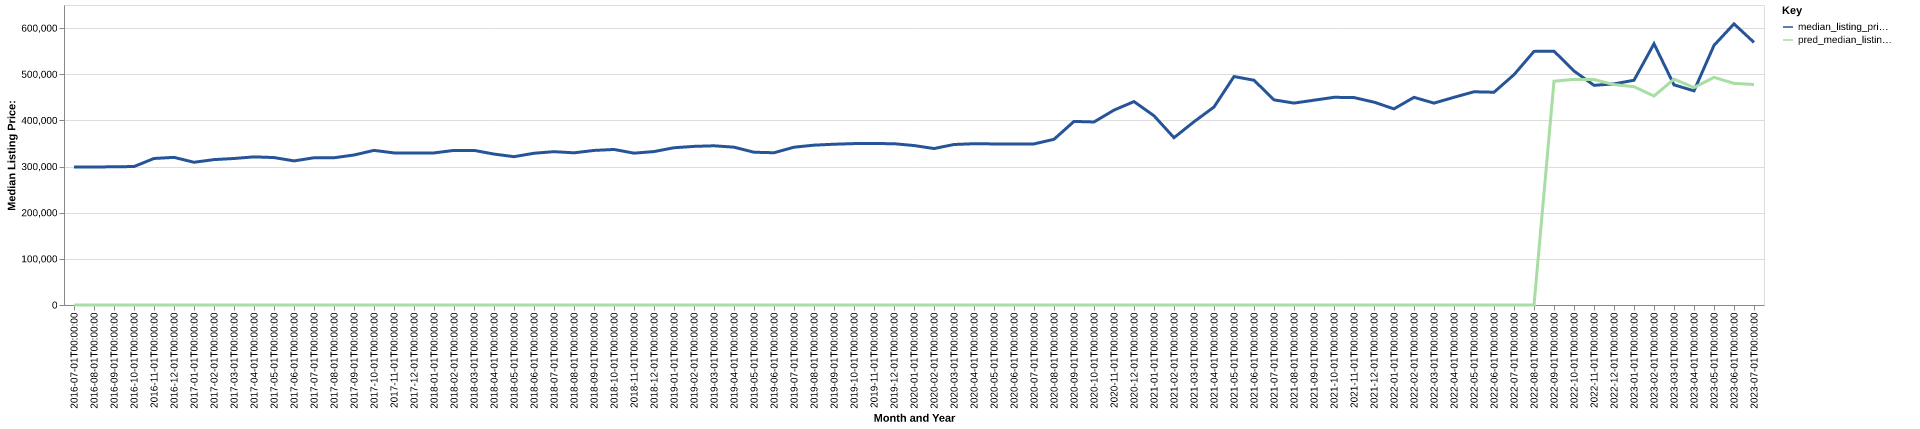 Key
median_listing_pri…
pred_median_listin…
Median Listing Price:
600,000
500,000
400,000
300,000
200,000
100,000
0
2016-07-01T00:00:00
2016-08-01T00:00:00
2016-09-01T00:00:00
2016-10-01T00:00:00
2016-11-01T00:00:00
2016-12-01T00:00:00
2017-01-01T00:00:00
2017-02-01T00:00:00
2017-03-01T00:00:00
2017-04-01T00:00:00
2017-05-01T00:00:00
2017-06-01T00:00:00
2017-07-01T00:00:00
2017-08-01T00:00:00
2017-09-01T00:00:00
2017-10-01T00:00:00
2017-11-01T00:00:00
2017-12-01T00:00:00
2018-01-01T00:00:00
2018-02-01T00:00:00
2018-03-01T00:00:00
2018-04-01T00:00:00
2018-05-01T00:00:00
2018-06-01T00:00:00
2018-07-01T00:00:00
2018-08-01T00:00:00
2018-09-01T00:00:00
2018-10-01T00:00:00
2018-11-01T00:00:00
2018-12-01T00:00:00
2019-01-01T00:00:00
2019-02-01T00:00:00
2019-03-01T00:00:00
2019-04-01T00:00:00
2019-05-01T00:00:00
2019-06-01T00:00:00
2019-07-01T00:00:00
2019-08-01T00:00:00
2019-09-01T00:00:00
2019-10-01T00:00:00
2019-11-01T00:00:00
2019-12-01T00:00:00
2020-01-01T00:00:00
2020-02-01T00:00:00
2020-03-01T00:00:00
2020-04-01T00:00:00
2020-05-01T00:00:00
2020-06-01T00:00:00
2020-07-01T00:00:00
2020-08-01T00:00:00
2020-09-01T00:00:00
2020-10-01T00:00:00
2020-11-01T00:00:00
2020-12-01T00:00:00
2021-01-01T00:00:00
2021-02-01T00:00:00
2021-03-01T00:00:00
2021-04-01T00:00:00
2021-05-01T00:00:00
2021-06-01T00:00:00
2021-07-01T00:00:00
2021-08-01T00:00:00
2021-09-01T00:00:00
2021-10-01T00:00:00
2021-11-01T00:00:00
2021-12-01T00:00:00
2022-01-01T00:00:00
2022-02-01T00:00:00
2022-03-01T00:00:00
2022-04-01T00:00:00
2022-05-01T00:00:00
2022-06-01T00:00:00
2022-07-01T00:00:00
2022-08-01T00:00:00
2022-09-01T00:00:00
2022-10-01T00:00:00
2022-11-01T00:00:00
2022-12-01T00:00:00
2023-01-01T00:00:00
2023-02-01T00:00:00
2023-03-01T00:00:00
2023-04-01T00:00:00
2023-05-01T00:00:00
2023-06-01T00:00:00
2023-07-01T00:00:00
Month and Year